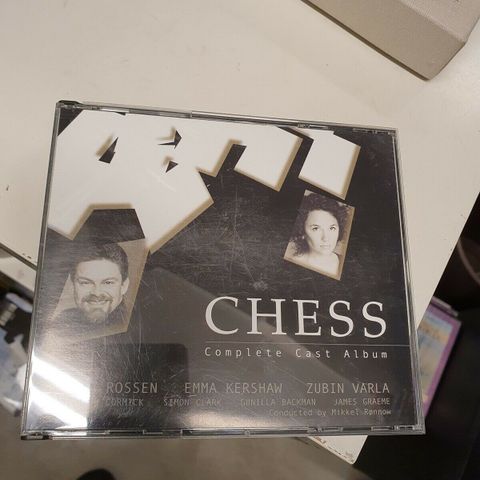 CHESS
Complete Cast Album
ROSSEN EMMA KERSHAW ZUBIN VARLA
CORMICK SIMON CLARK GUNILLA BACKMAN JAMES GRAEME
Conducted by Mikkel Rønnow